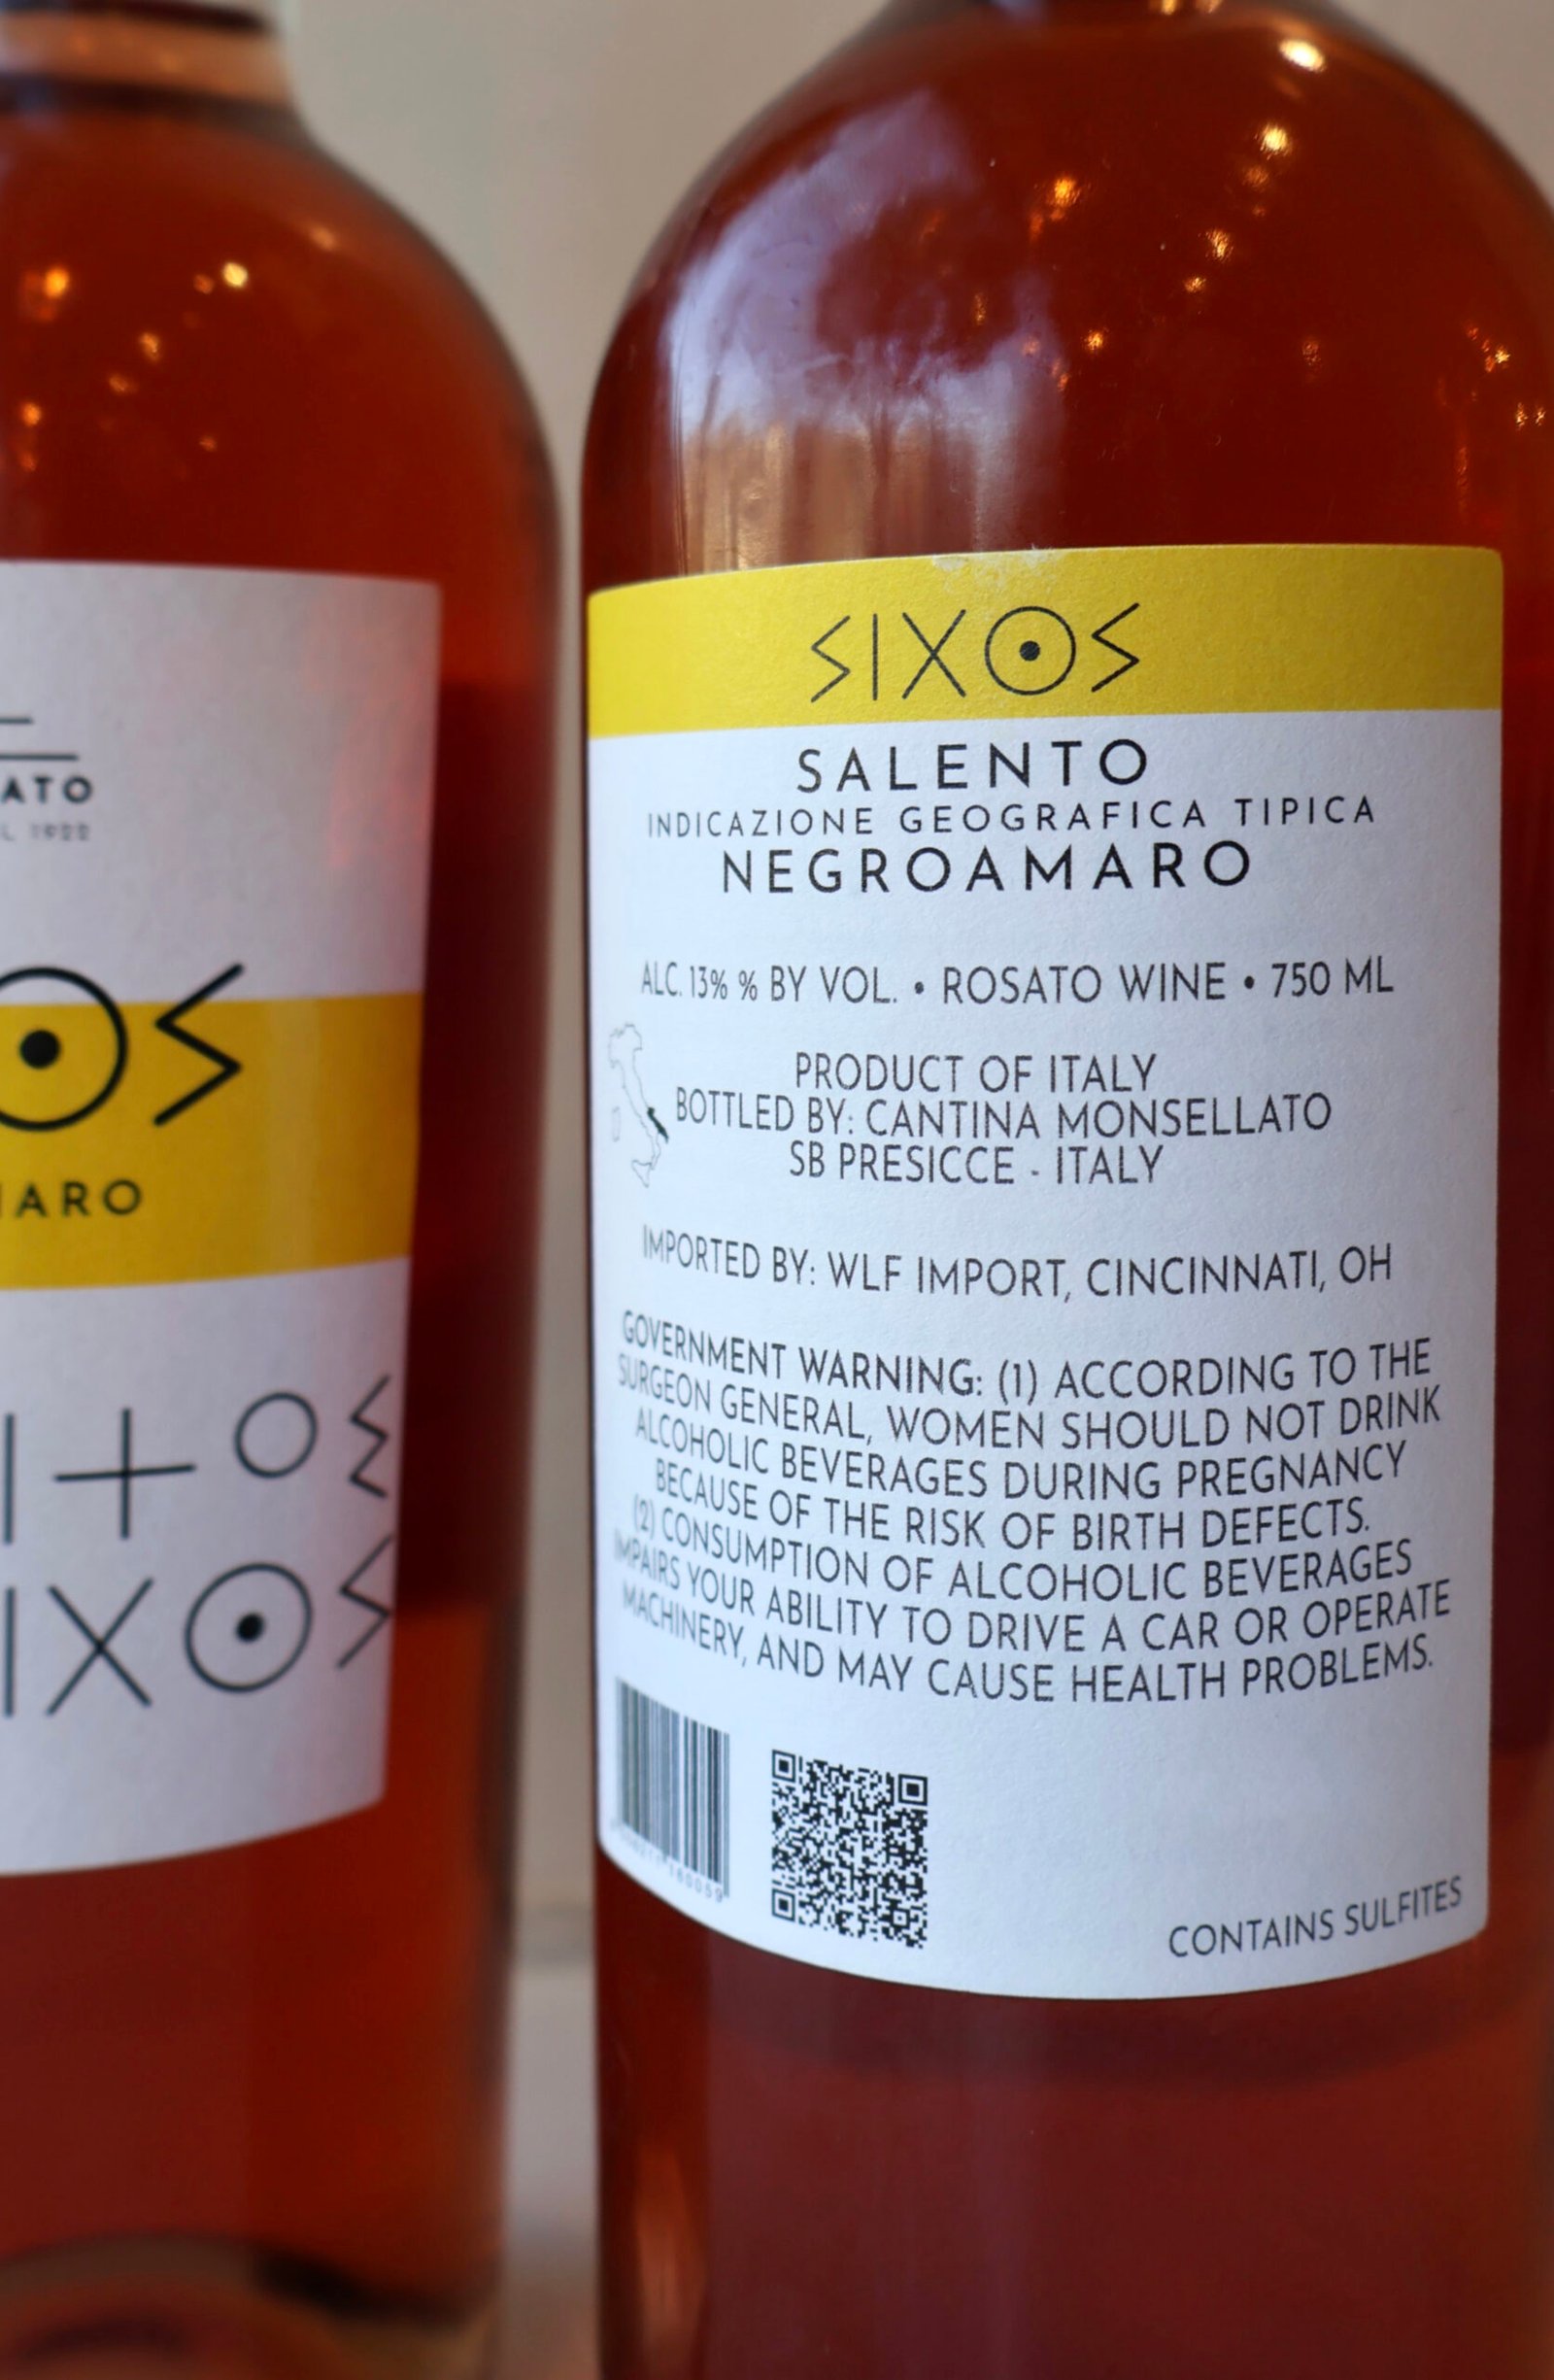 ATO
L 1922
OS
MARO
SIXOS
SALENTO
INDICAZIONE GEOGRAFICA TIPICA
NEGROAMARO
ALC. 13% % BY VOL. • ROSATO WINE • 750 ML
PRODUCT OF ITALY
BOTTLED BY: CANTINA MONSELLATO
SB PRESICCE - ITALY
IMPORTED BY: WLF IMPORT, CINCINNATI, OH
GOVERNMENT WARNING: (1) ACCORDING TO THE
SURGEON GENERAL, WOMEN SHOULD NOT DRINK
ALCOHOLIC BEVERAGES DURING PREGNANCY
BECAUSE OF THE RISK OF BIRTH DEFECTS.
(2) CONSUMPTION OF ALCOHOLIC BEVERAGES
IMPAIRS YOUR ABILITY TO DRIVE A CAR OR OPERATE
MACHINERY, AND MAY CAUSE HEALTH PROBLEMS.
CONTAINS SULFITES